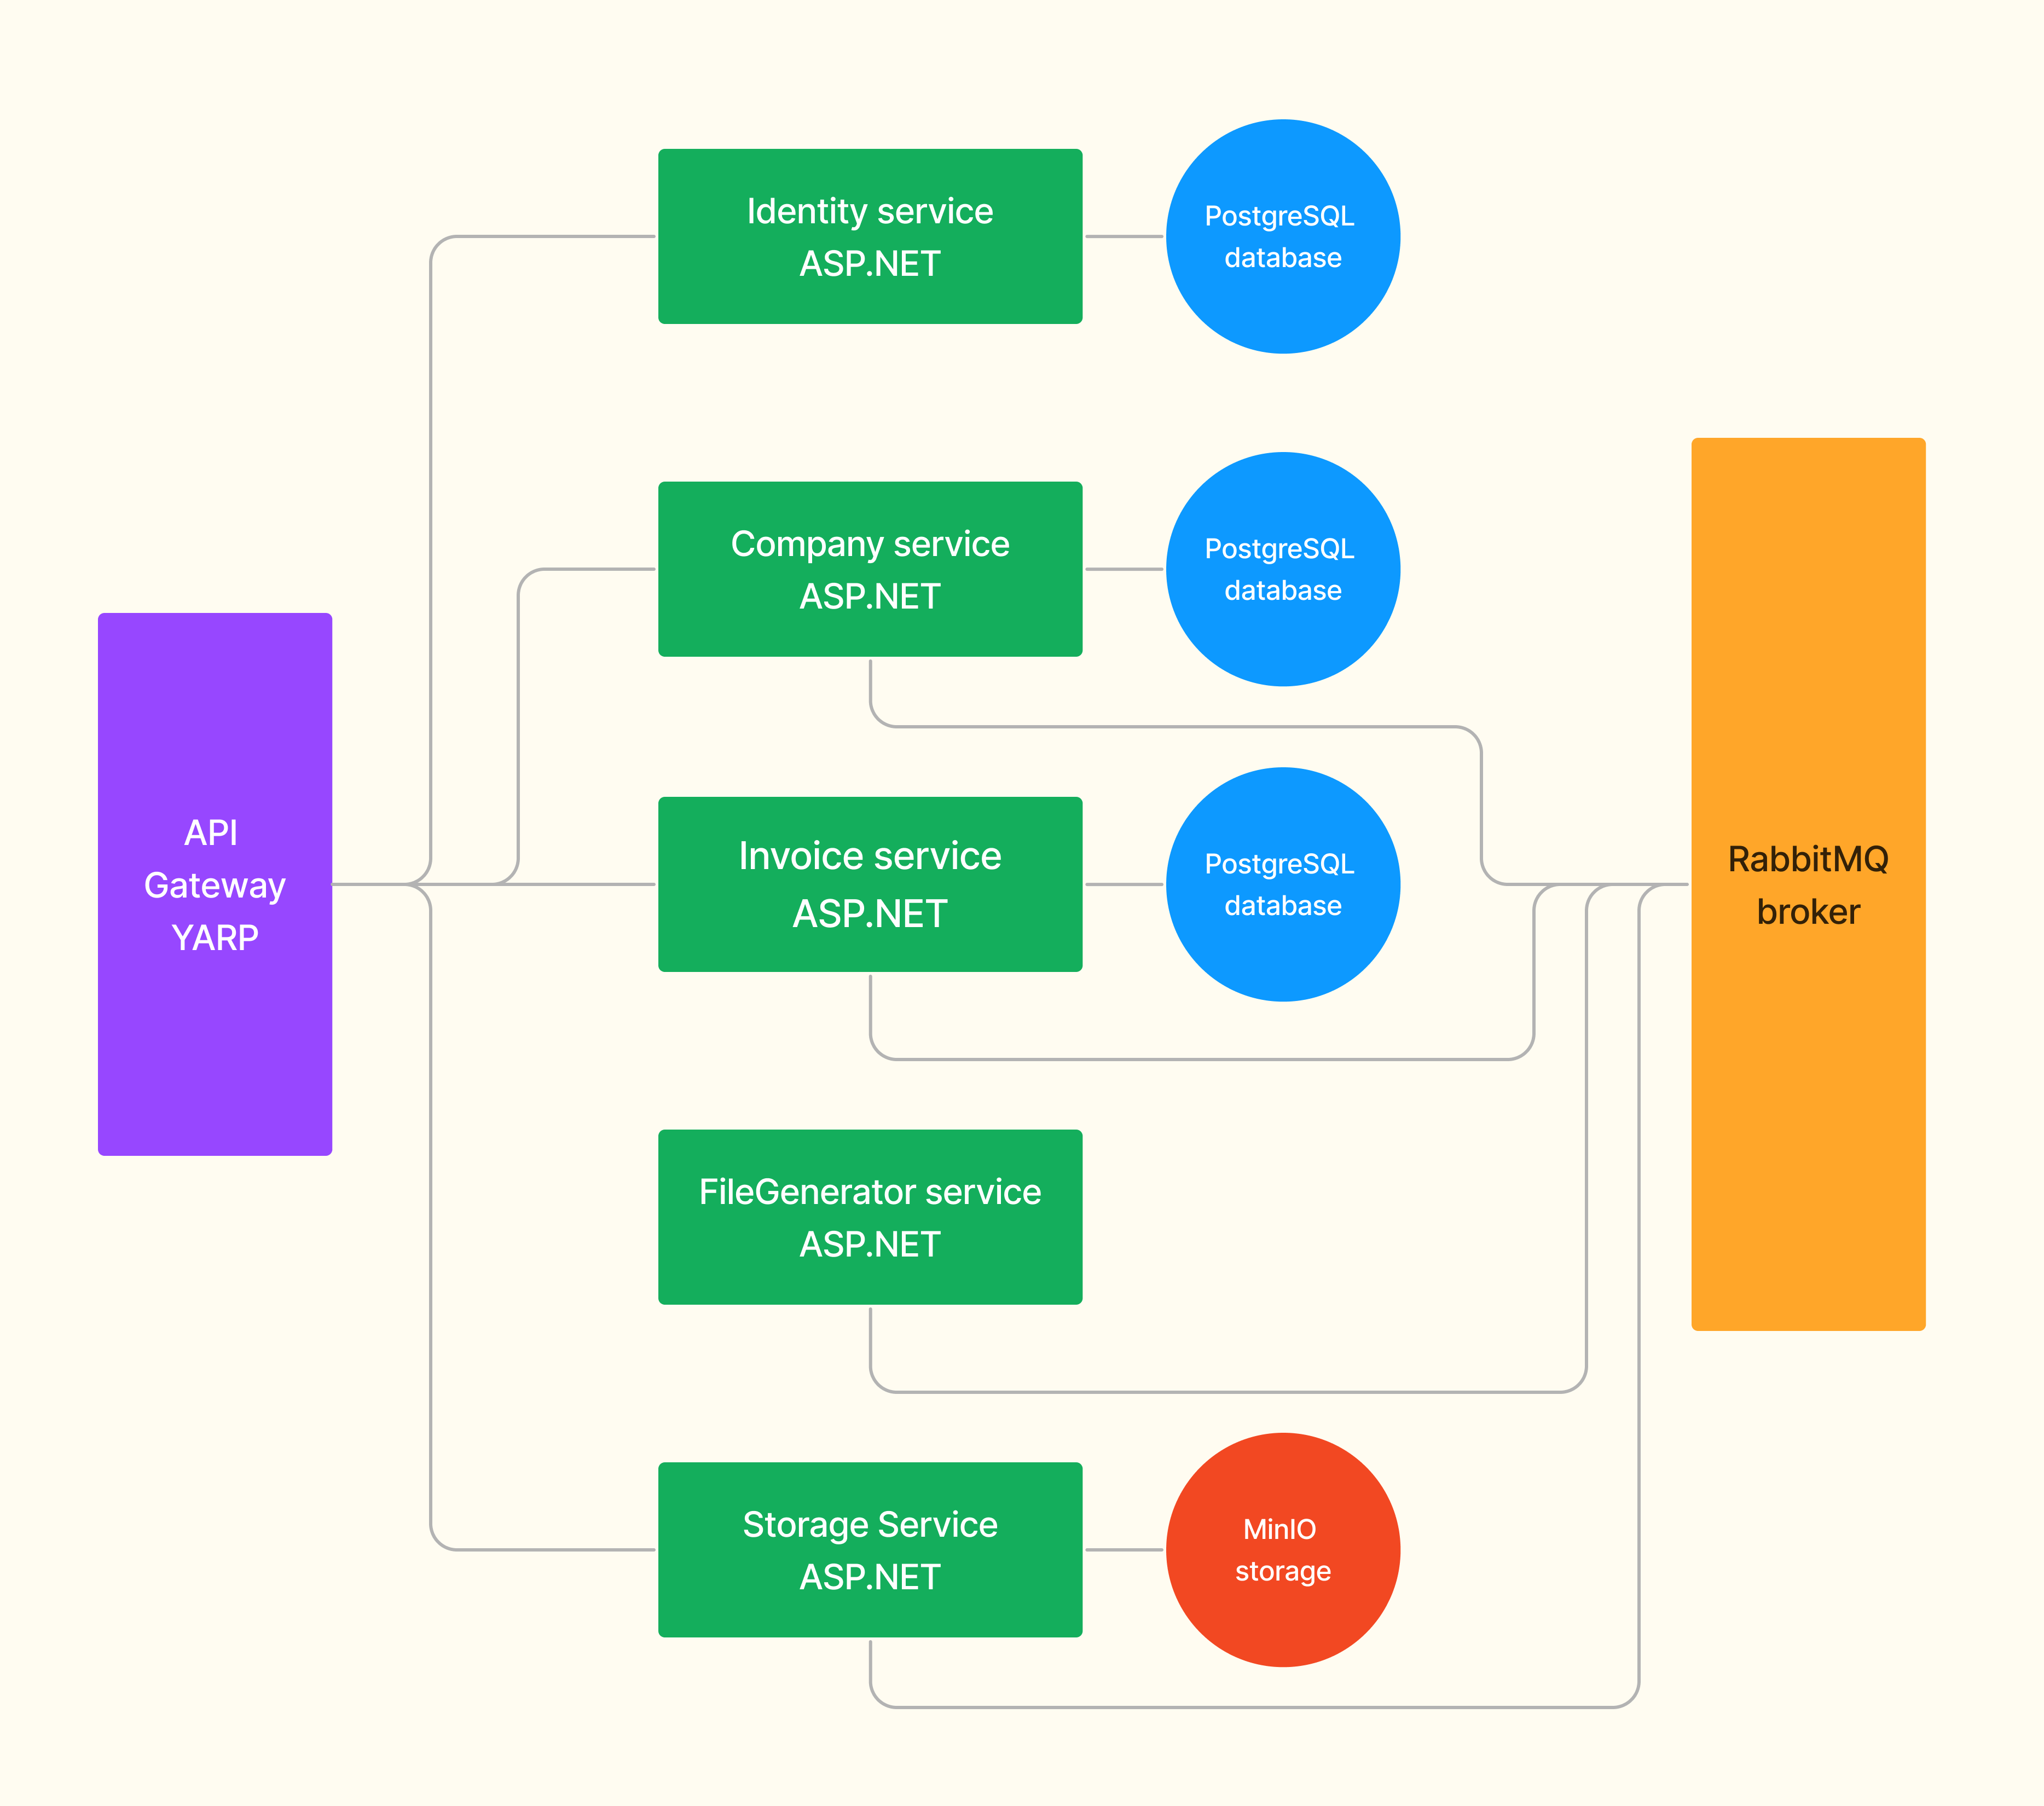 Identity service
ASP.NET
PostgreSQL
database
Company service
ASP.NET
PostgreSQL
database
API
Gateway
YARP
Invoice service
ASP.NET
PostgreSQL
database
RabbitMQ
broker
FileGenerator service
ASP.NET
Storage Service
ASP.NET
MinIO
storage